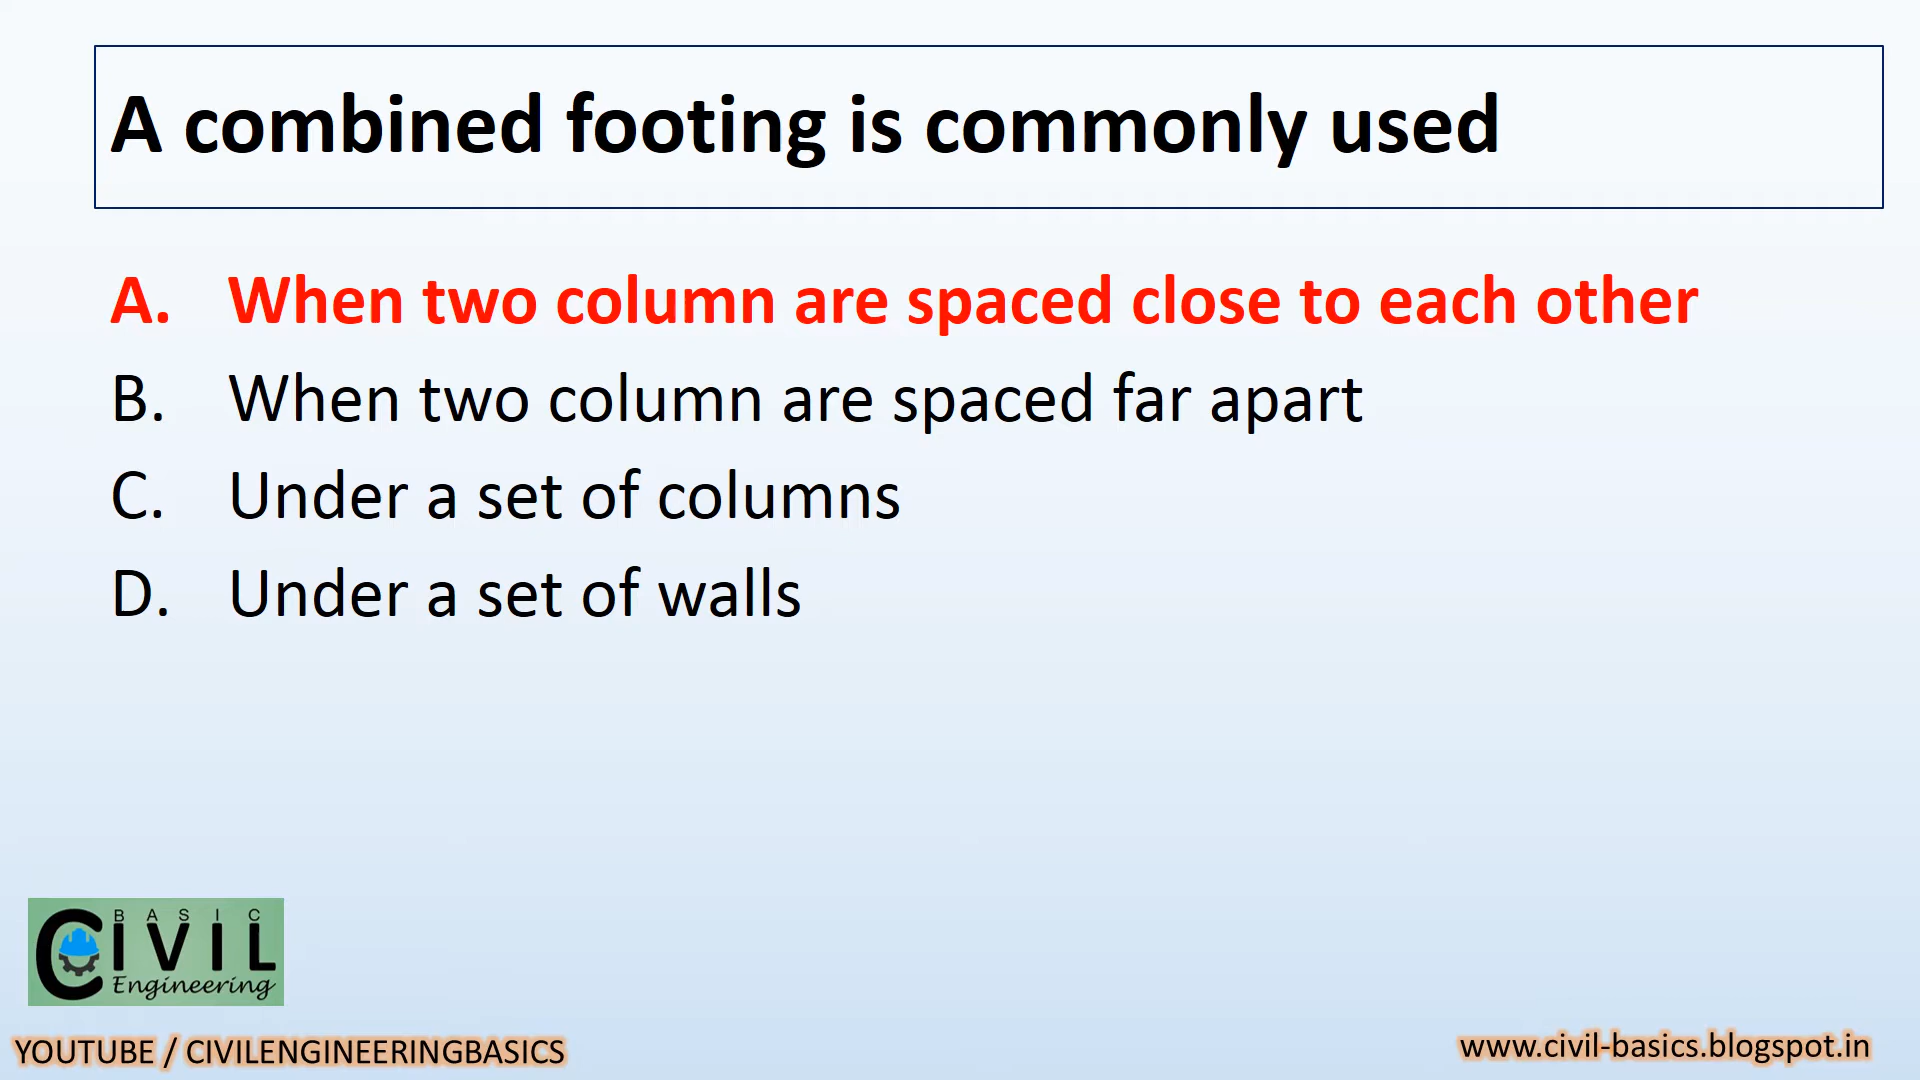 A combined footing is commonly used
A. When two column are spaced close to each other
B. When two column are spaced far apart
C. Under a set of columns
D. Under a set of walls
BASIC
CIVIL
Engineering
YOUTUBE / CIVILENGINEERINGBASICS
www.civil-basics.blogspot.in